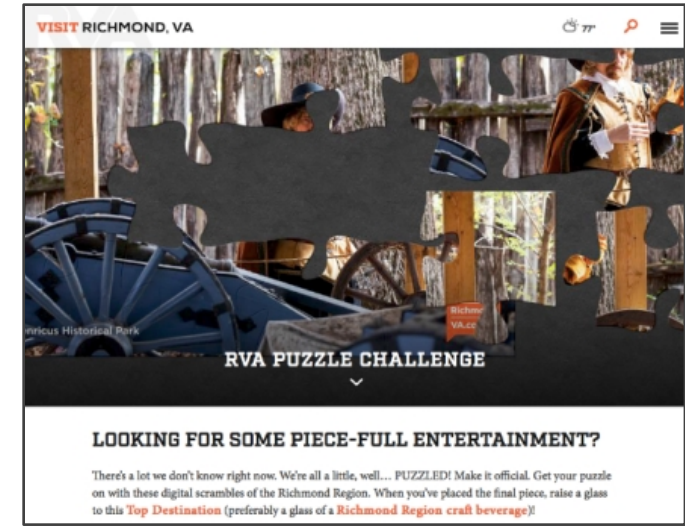 VISIT RICHMOND, VA
77°
nricus Historical Park
Richmo
VA.co
RVA PUZZLE CHALLENGE
LOOKING FOR SOME PIECE-FULL ENTERTAINMENT?
There's a lot we don't know right now. We're all a little, well… PUZZLED! Make it official. Get your puzzle
on with these digital scrambles of the Richmond Region. When you've placed the final piece, raise a glass
to this Top Destination (preferably a glass of a Richmond Region craft beverage)!